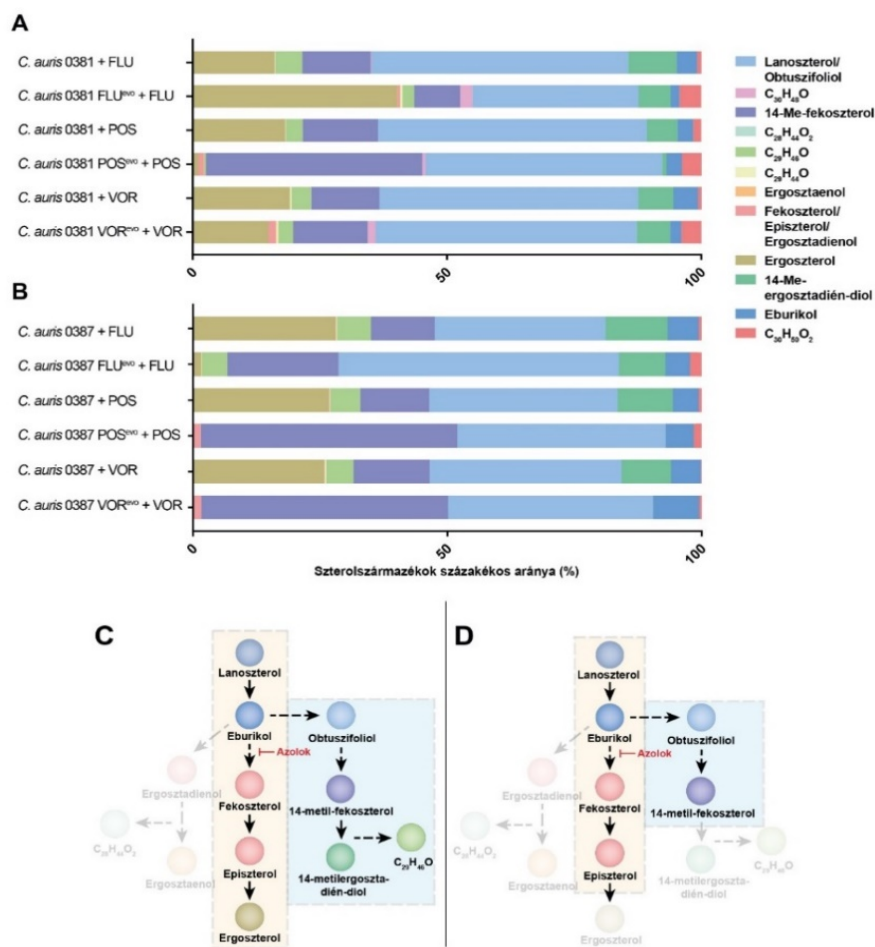 A
C. auris 0381 + FLU
C. auris 0381 FLUᵉᵛᵒ + FLU
C. auris 0381 + POS
C. auris 0381 POSᵉᵛᵒ + POS
C. auris 0381 + VOR
C. auris 0381 VORᵉᵛᵒ + VOR
0
50
100
B
C. auris 0387 + FLU
C. auris 0387 FLUᵉᵛᵒ + FLU
C. auris 0387 + POS
C. auris 0387 POSᵉᵛᵒ + POS
C. auris 0387 + VOR
C. auris 0387 VORᵉᵛᵒ + VOR
0
50
100
Szterolszármazékok százakékos aránya (%)
Lanoszterol/
Obtuszifoliol
14-Me-fekoszterol
C₂₈H₄₄O₂
C₂₉H₄₆O
C₂₉H₄₄O
Ergosztaenol
Fekoszterol/
Episzterol/
Ergosztadienol
Ergoszterol
14-Me-
ergosztadién-diol
Eburikol
C
Lanoszterol
Eburikol
Obtuszifoliol
Azolok
Ergosztadienol
Fekoszterol
14-metil-fekoszterol
C₂₈H₄₄O₂
C₂₉H₄₆O
Ergosztaenol
Episzterol
14-metilergoszta-
dién-diol
Ergoszterol
D
Lanoszterol
Eburikol
Obtuszifoliol
Azolok
Ergosztadienol
Fekoszterol
14-metil-fekoszterol
C₂₈H₄₄O₂
C₂₉H₄₆O
Ergosztaenol
Episzterol
14-metilergoszta-
dién-diol
Ergoszterol